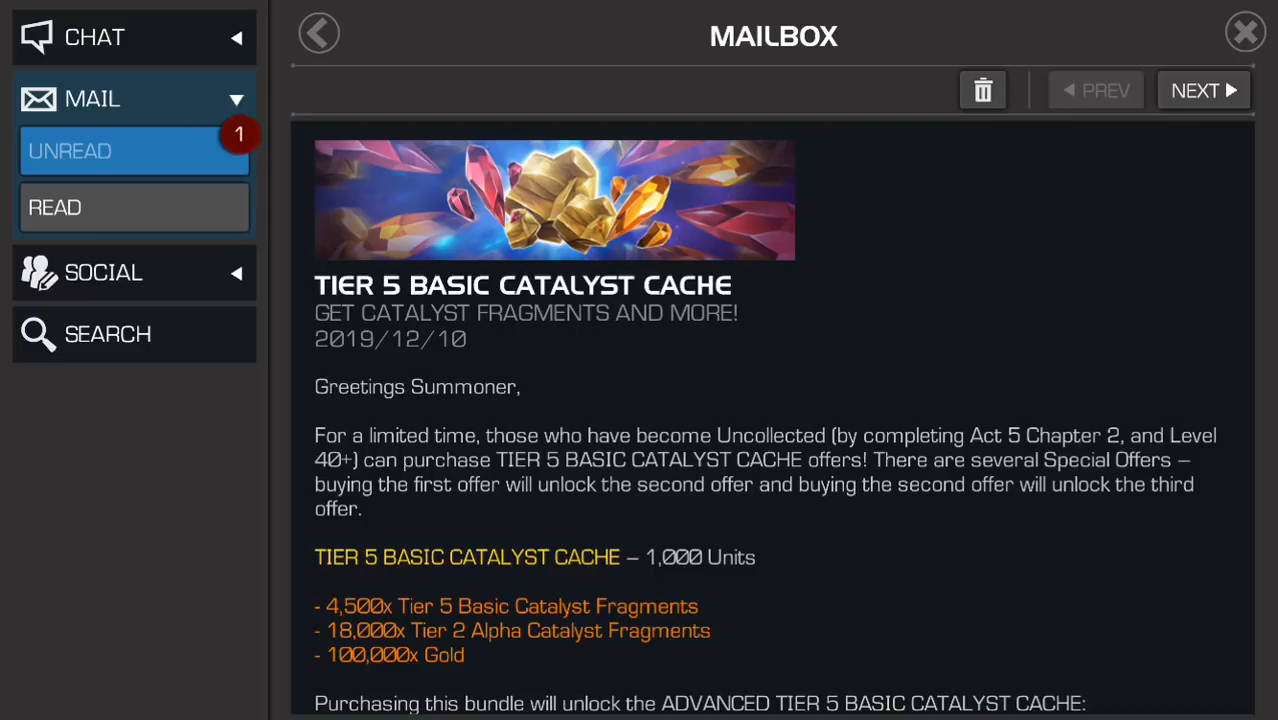 CHAT
MAIL
1
UNREAD
READ
SOCIAL
SEARCH
MAILBOX
PREV
NEXT
TIER 5 BASIC CATALYST CACHE
GET CATALYST FRAGMENTS AND MORE!
2019/12/10
Greetings Summoner,
For a limited time, those who have become Uncollected (by completing Act 5 Chapter 2, and Level
40+) can purchase TIER 5 BASIC CATALYST CACHE offers! There are several Special Offers –
buying the first offer will unlock the second offer and buying the second offer will unlock the third
offer.
TIER 5 BASIC CATALYST CACHE – 1,000 Units
- 4,500x Tier 5 Basic Catalyst Fragments
- 18,000x Tier 2 Alpha Catalyst Fragments
- 100,000x Gold
Purchasing this bundle will unlock the ADVANCED TIER 5 BASIC CATALYST CACHE: